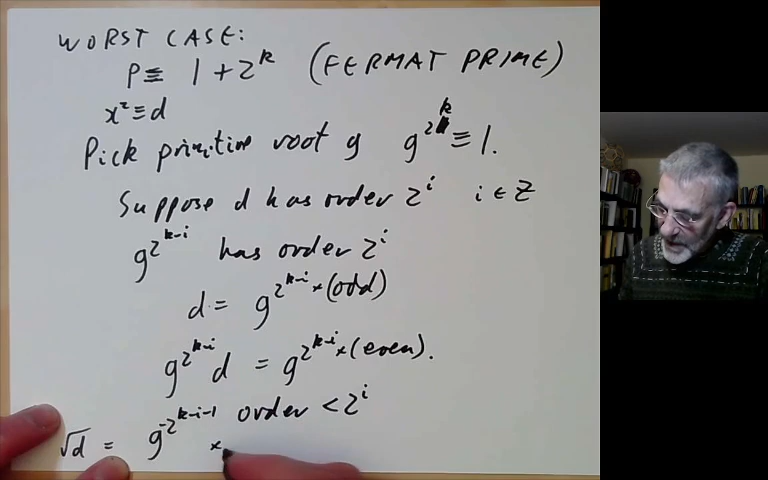 WORST CASE:
p ≡ 1 + 2^k (FERMAT PRIME)
x² ≡ d
Pick primitive root g g^{2^k} ≡ 1.
Suppose d has order 2^i i ∈ Z
g^{2^{k-i}} has order 2^i
d = g^{2^{k-i} × (odd)}
g^{2^{k-i}} d = g^{2^{k-i} × (even)}.
order < 2^i
√d = g^{-2^{k-i-1}} ×